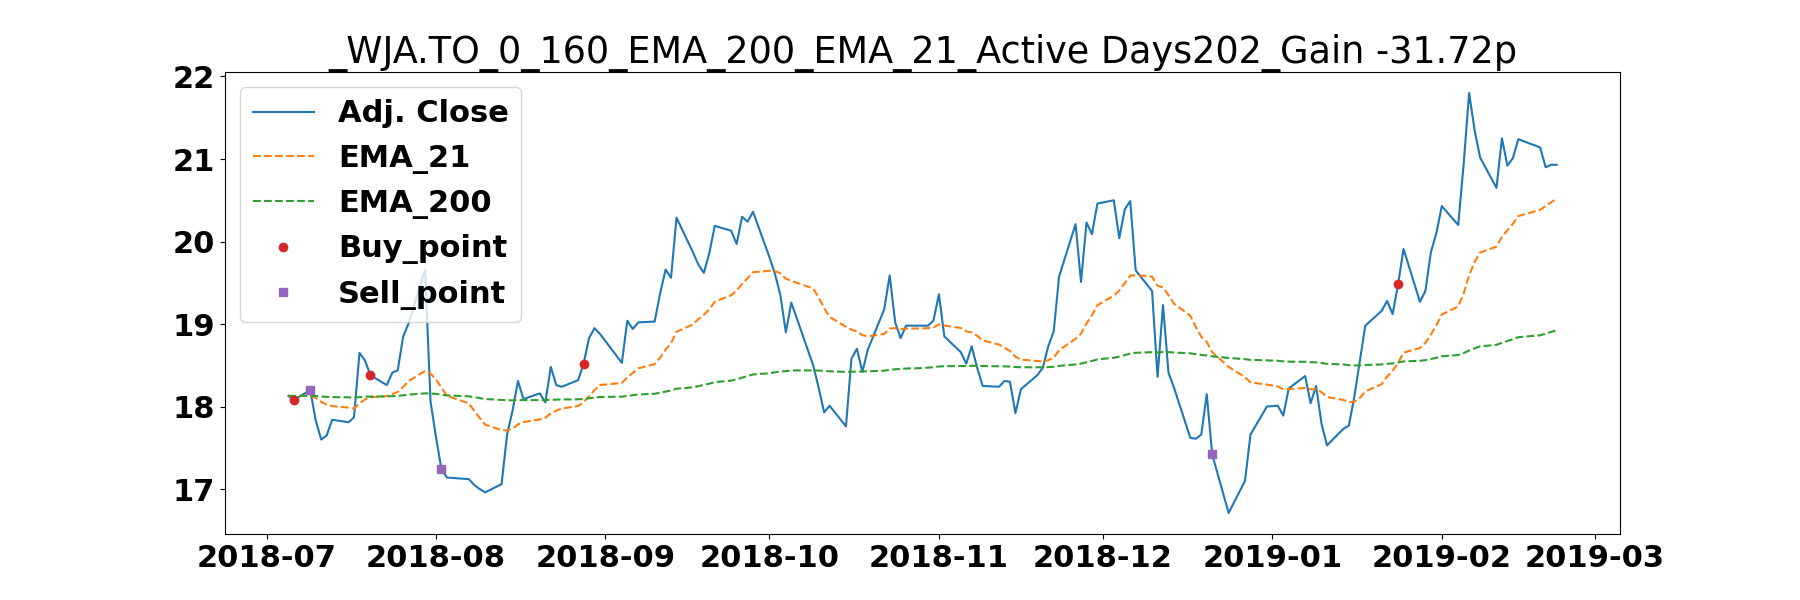 _WJA.TO_0_160_EMA_200_EMA_21_Active Days202_Gain -31.72p
22
21
20
19
18
17
Adj. Close
EMA_21
EMA_200
Buy_point
Sell_point
2018-07 2018-08 2018-09 2018-10 2018-11 2018-12 2019-01 2019-02 2019-03